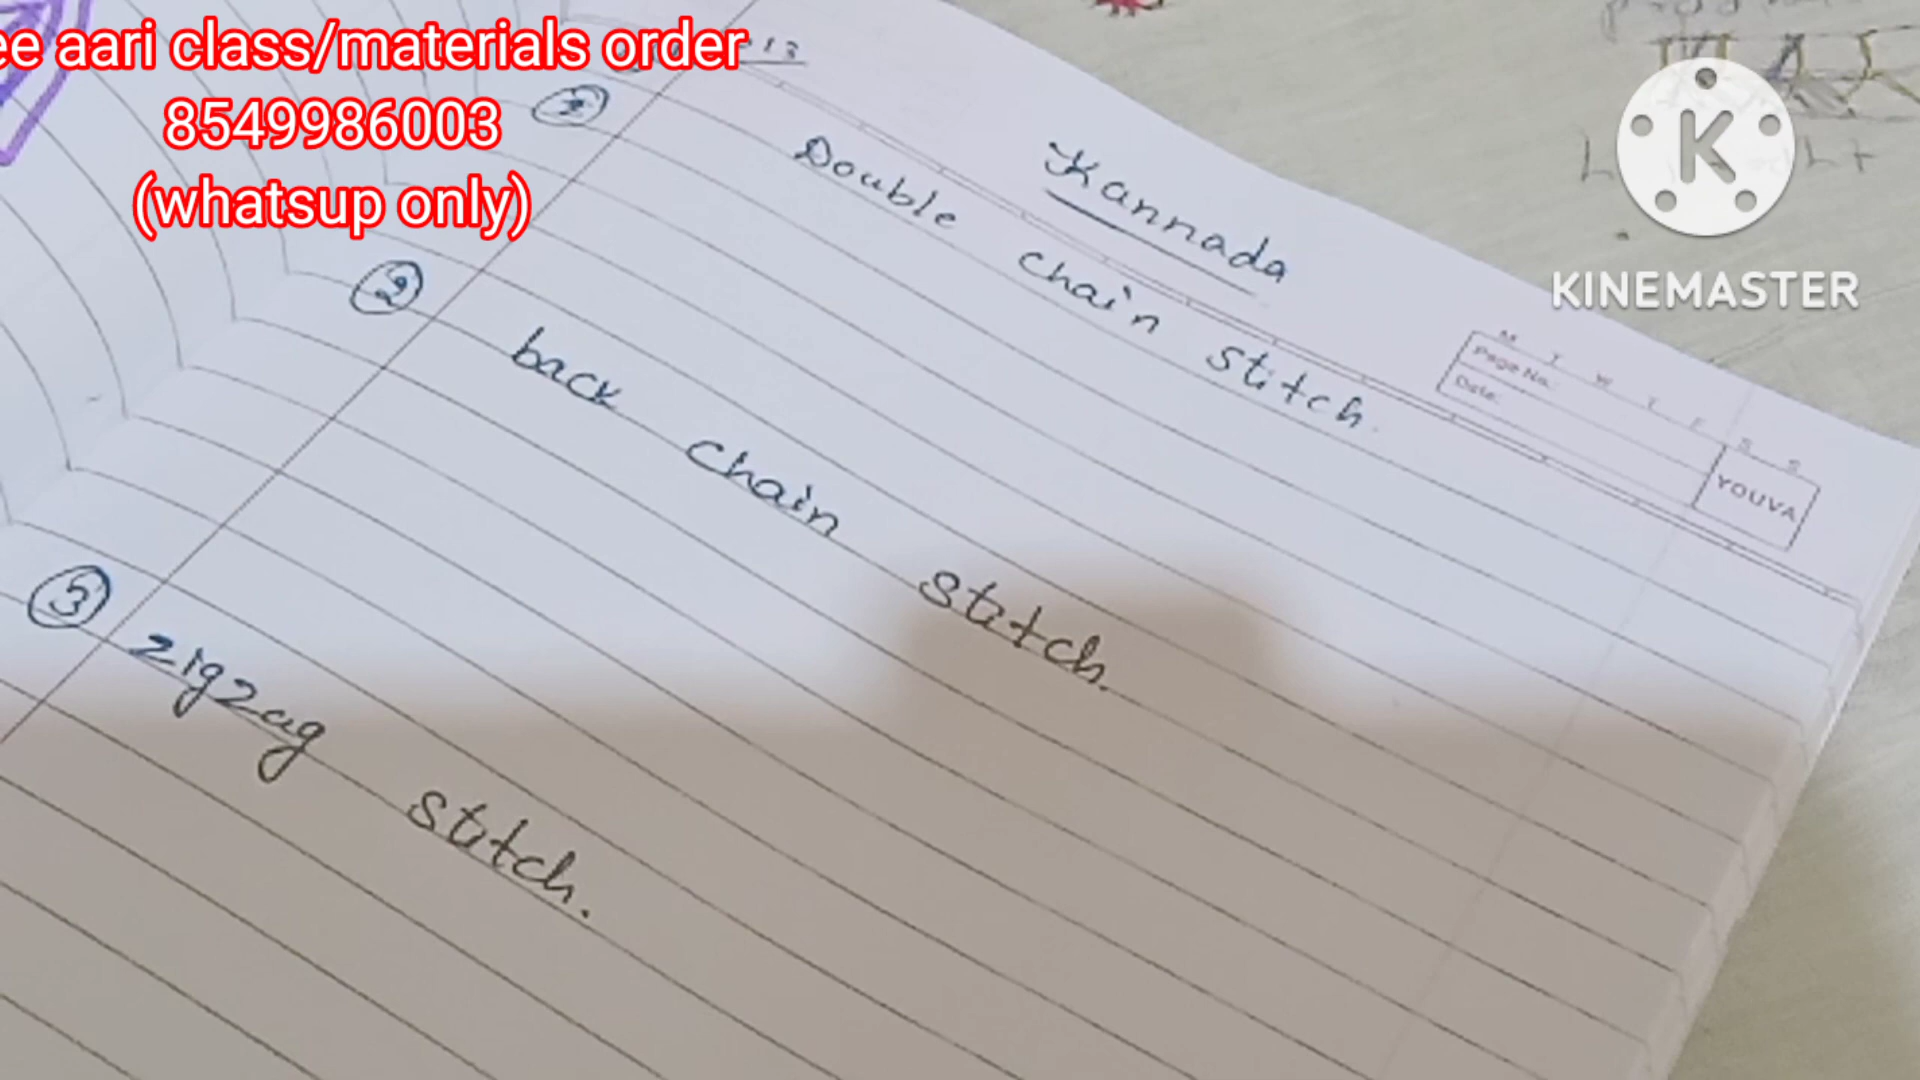 ee aari class/materials order
8549986003
(whatsup only)
KINEMASTER
13
Kannada
① Double chain stitch.
② back chain stitch.
③ zigzag stitch.
M T W T F S S
Page No.:
Date:
YOUVA